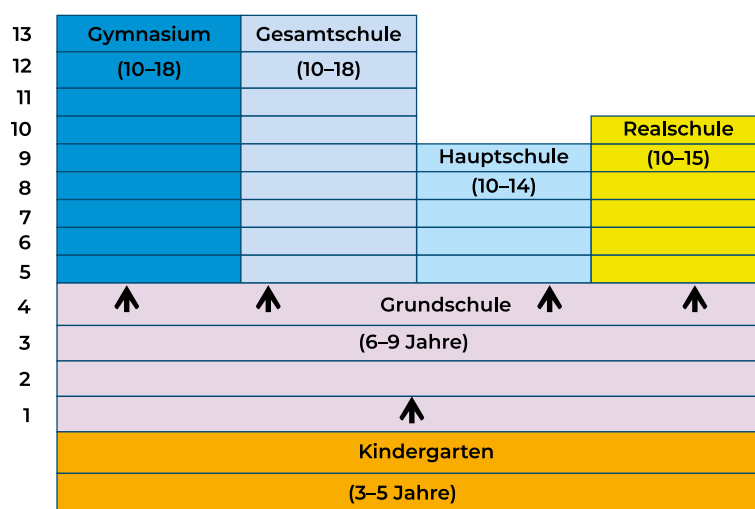 13 Gymnasium Gesamtschule
12 (10–18) (10–18)
11
10 Realschule
9 Hauptschule (10–15)
8 (10–14)
7
6
5
4 Grundschule
3 (6–9 Jahre)
2
1
Kindergarten
(3–5 Jahre)